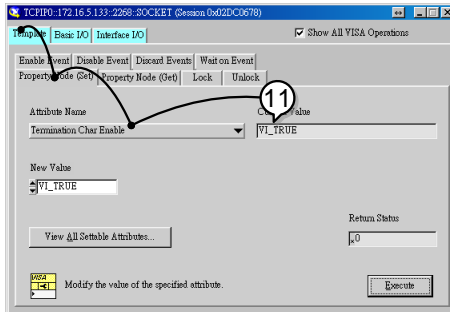 TCPIP0::172.16.5.133::2268::SOCKET (Session 0x02DC0678)
Template Basic I/O Interface I/O Show All VISA Operations
Enable Event Disable Event Discard Events Wait on Event
Property Node (Set) Property Node (Get) Lock Unlock
11
Attribute Name
Termination Char Enable VI_TRUE
New Value
VI_TRUE
Return Status
View All Settable Attributes... x0
VISA Modify the value of the specified attribute. Execute